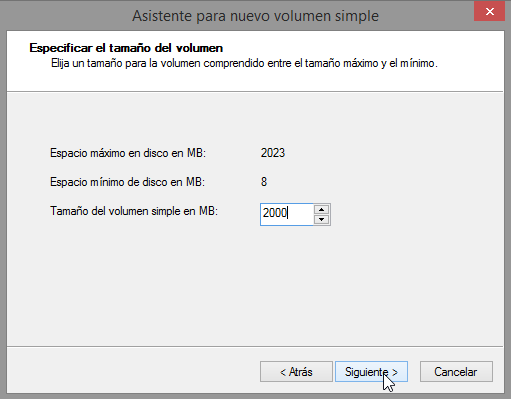 Asistente para nuevo volumen simple
Especificar el tamaño del volumen
Elija un tamaño para la volumen comprendido entre el tamaño máximo y el mínimo.
Espacio máximo en disco en MB: 2023
Espacio mínimo de disco en MB: 8
Tamaño del volumen simple en MB: 2000
< Atrás Siguiente > Cancelar